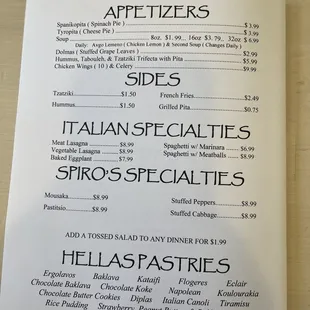 APPETIZERS
Spanikopita ( Spinach Pie ) $ 3.99
Tyropita ( Cheese Pie ) $ 3.99
Soup 8oz. $1.99... 16oz $3.79... 32oz $ 6.99
Daily: Avgo Lemono ( Chicken Lemon ) & Second Soup ( Changes Daily )
Dolmas ( Stuffed Grape Leaves ) $2.99
Hummus, Tabouleh, & Tzatziki Trifecta with Pita $5.99
Chicken Wings ( 10 ) & Celery $9.99
SIDES
Tzatziki $1.50 French Fries $2.49
Hummus $1.50 Grilled Pita $0.75
ITALIAN SPECIALTIES
Meat Lasagna $8.99 Spaghetti w/ Marinara $6.99
Vegetable Lasagna $8.99 Spaghetti w/ Meatballs $8.99
Baked Eggplant $7.99
SPIRO'S SPECIALTIES
Mousaka $8.99 Stuffed Peppers $8.99
Pastitsio $8.99 Stuffed Cabbage $8.99
ADD A TOSSED SALAD TO ANY DINNER FOR $1.99
HELLAS PASTRIES
Ergolavos Baklava Kataifi Flogeres Eclair
Chocolate Baklava Chocolate Koke Napolean Koulourakia
Chocolate Butter Cookies Diplas Italian Canoli Tiramisu
Rice Pudding Strawberry,